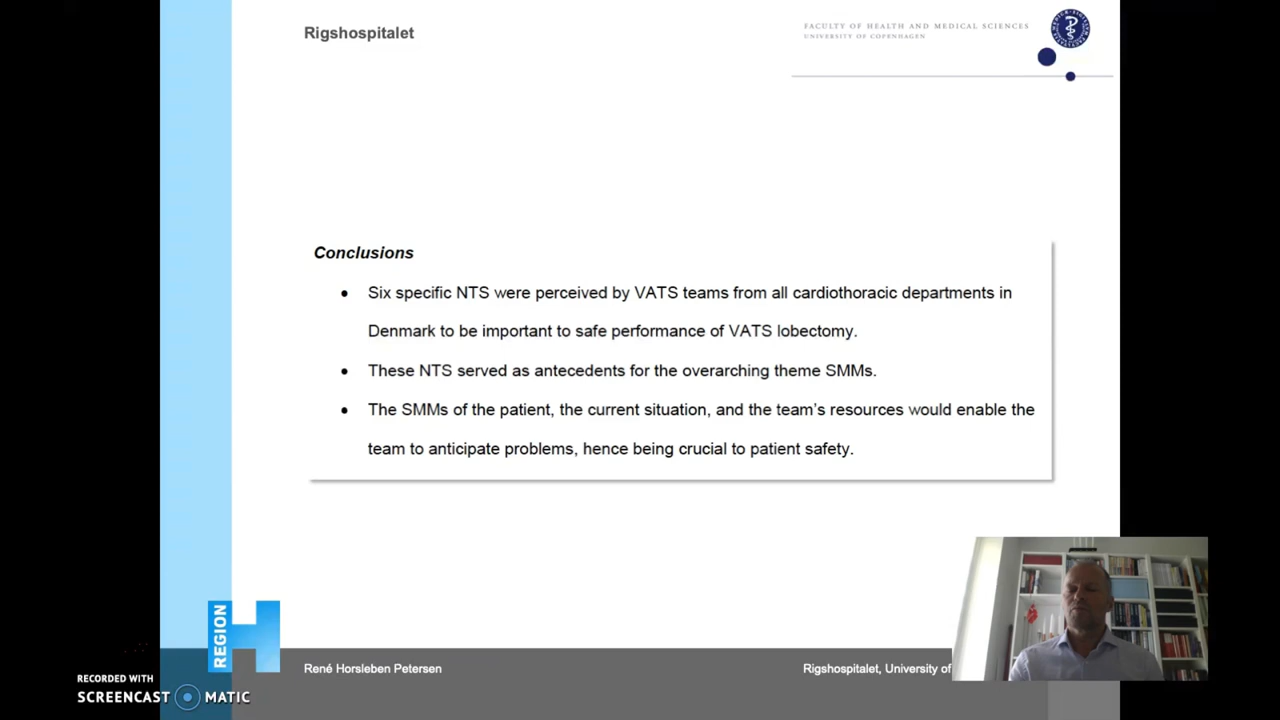 Rigshospitalet
FACULTY OF HEALTH AND MEDICAL SCIENCES
UNIVERSITY OF COPENHAGEN
Conclusions
• Six specific NTS were perceived by VATS teams from all cardiothoracic departments in
Denmark to be important to safe performance of VATS lobectomy.
• These NTS served as antecedents for the overarching theme SMMs.
• The SMMs of the patient, the current situation, and the team's resources would enable the
team to anticipate problems, hence being crucial to patient safety.
REGION H
René Horsleben Petersen
Rigshospitalet, University of
RECORDED WITH
SCREENCAST MATIC